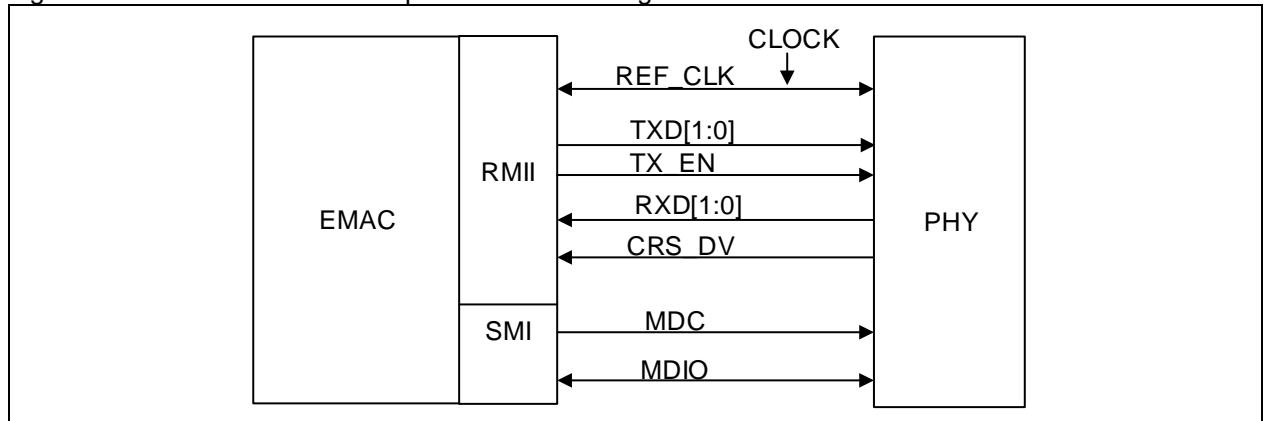 CLOCK
REF_CLK
TXD[1:0]
TX_EN
RMII
RXD[1:0]
EMAC
PHY
CRS_DV
SMI
MDC
MDIO